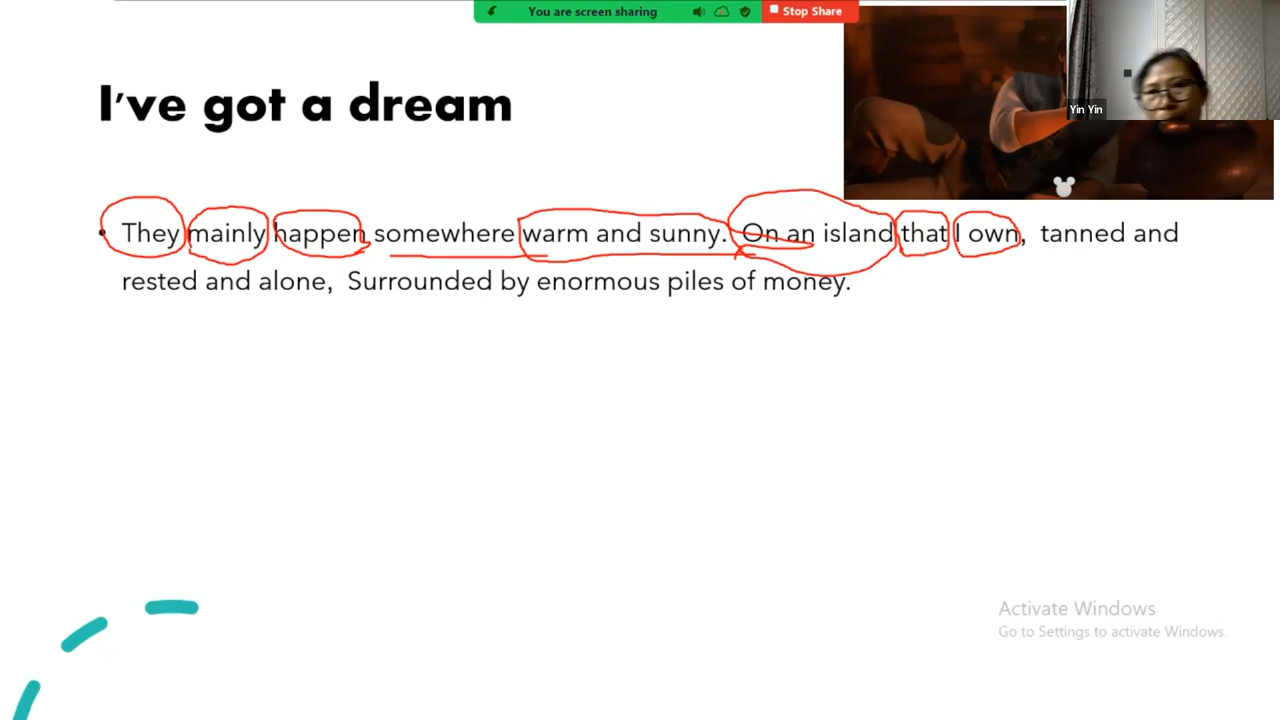 You are screen sharing Stop Share
Yin Yin
I've got a dream
• They mainly happen somewhere warm and sunny. On an island that I own, tanned and
rested and alone, Surrounded by enormous piles of money.
Activate Windows
Go to Settings to activate Windows.